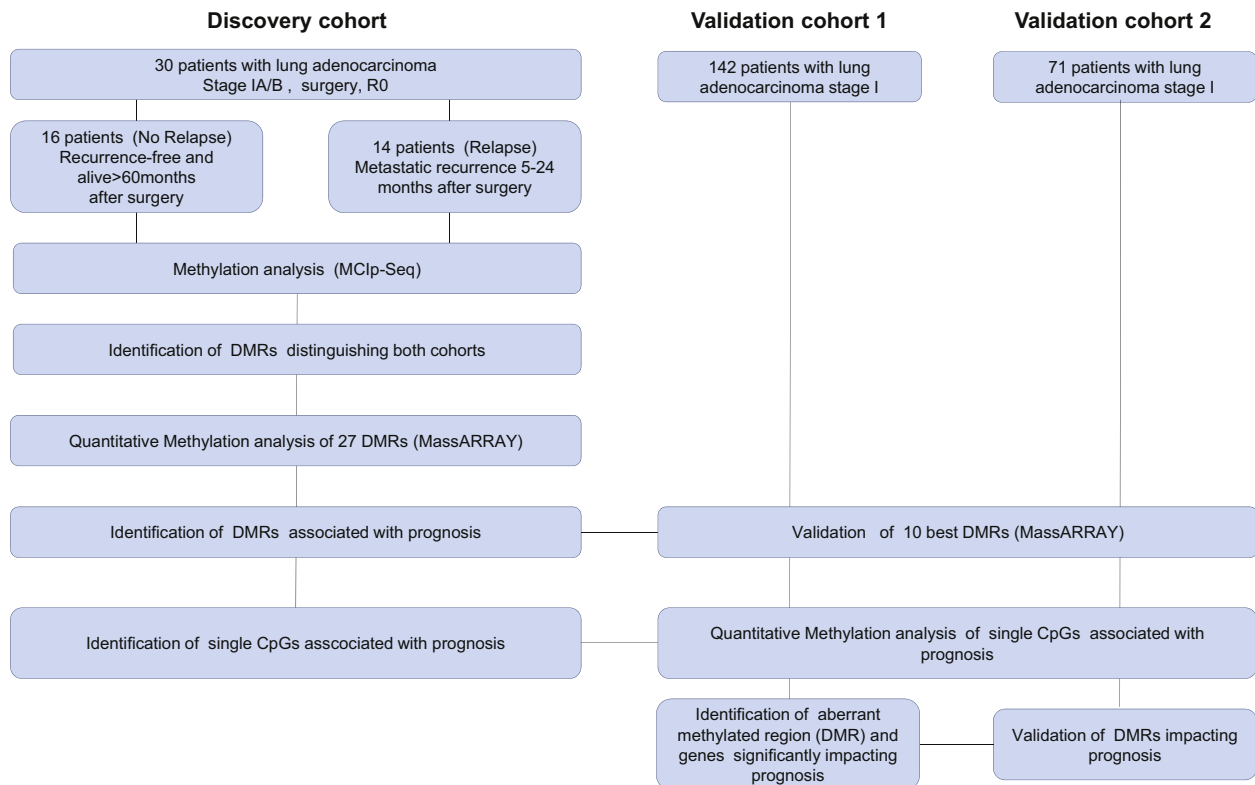 Discovery cohort
30 patients with lung adenocarcinoma
Stage IA/B , surgery, R0
16 patients (No Relapse)
Recurrence-free and
alive>60months
after surgery
14 patients (Relapse)
Metastatic recurrence 5-24
months after surgery
Methylation analysis (MCIp-Seq)
Identification of DMRs distinguishing both cohorts
Quantitative Methylation analysis of 27 DMRs (MassARRAY)
Identification of DMRs associated with prognosis
Identification of single CpGs asscociated with prognosis
Validation cohort 1
142 patients with lung
adenocarcinoma stage I
Validation cohort 2
71 patients with lung
adenocarcinoma stage I
Validation of 10 best DMRs (MassARRAY)
Quantitative Methylation analysis of single CpGs associated with
prognosis
Identification of aberrant
methylated region (DMR) and
genes significantly impacting
prognosis
Validation of DMRs impacting
prognosis